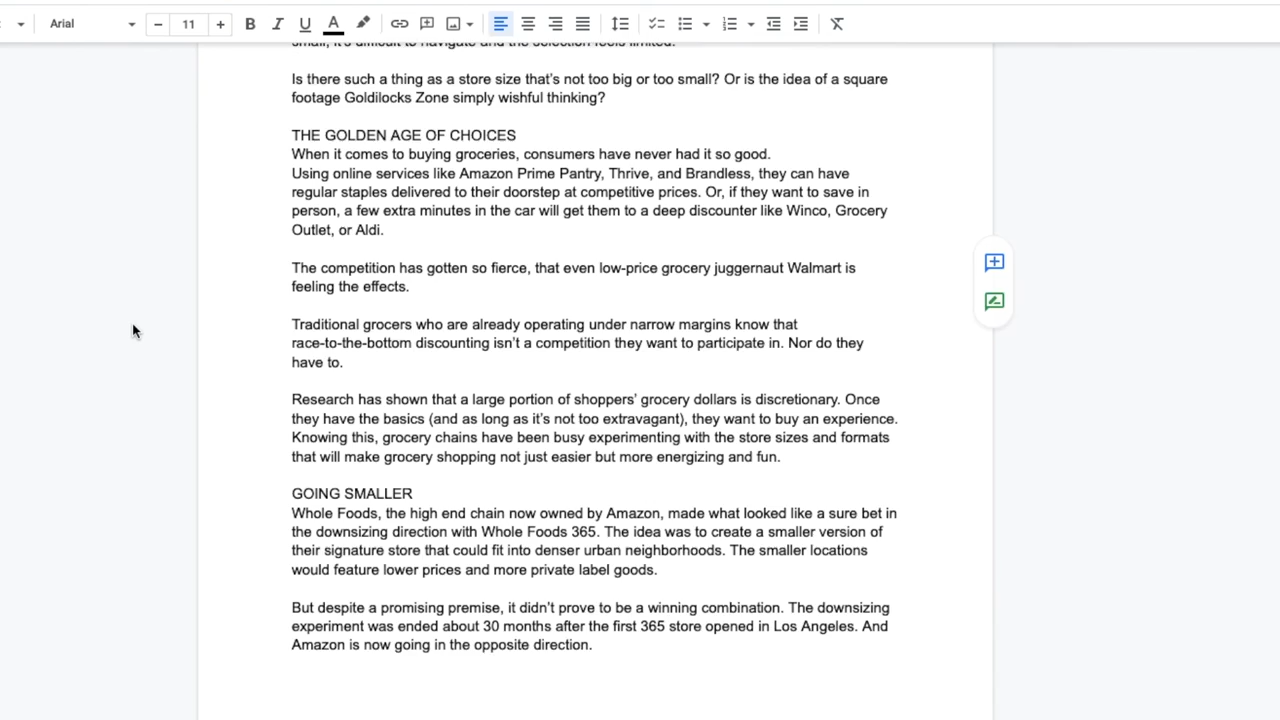 Arial
11
small, it's difficult to navigate and the selection feels limited.
Is there such a thing as a store size that's not too big or too small? Or is the idea of a square
footage Goldilocks Zone simply wishful thinking?
THE GOLDEN AGE OF CHOICES
When it comes to buying groceries, consumers have never had it so good.
Using online services like Amazon Prime Pantry, Thrive, and Brandless, they can have
regular staples delivered to their doorstep at competitive prices. Or, if they want to save in
person, a few extra minutes in the car will get them to a deep discounter like Winco, Grocery
Outlet, or Aldi.
The competition has gotten so fierce, that even low-price grocery juggernaut Walmart is
feeling the effects.
Traditional grocers who are already operating under narrow margins know that
race-to-the-bottom discounting isn't a competition they want to participate in. Nor do they
have to.
Research has shown that a large portion of shoppers' grocery dollars is discretionary. Once
they have the basics (and as long as it's not too extravagant), they want to buy an experience.
Knowing this, grocery chains have been busy experimenting with the store sizes and formats
that will make grocery shopping not just easier but more energizing and fun.
GOING SMALLER
Whole Foods, the high end chain now owned by Amazon, made what looked like a sure bet in
the downsizing direction with Whole Foods 365. The idea was to create a smaller version of
their signature store that could fit into denser urban neighborhoods. The smaller locations
would feature lower prices and more private label goods.
But despite a promising premise, it didn't prove to be a winning combination. The downsizing
experiment was ended about 30 months after the first 365 store opened in Los Angeles. And
Amazon is now going in the opposite direction.